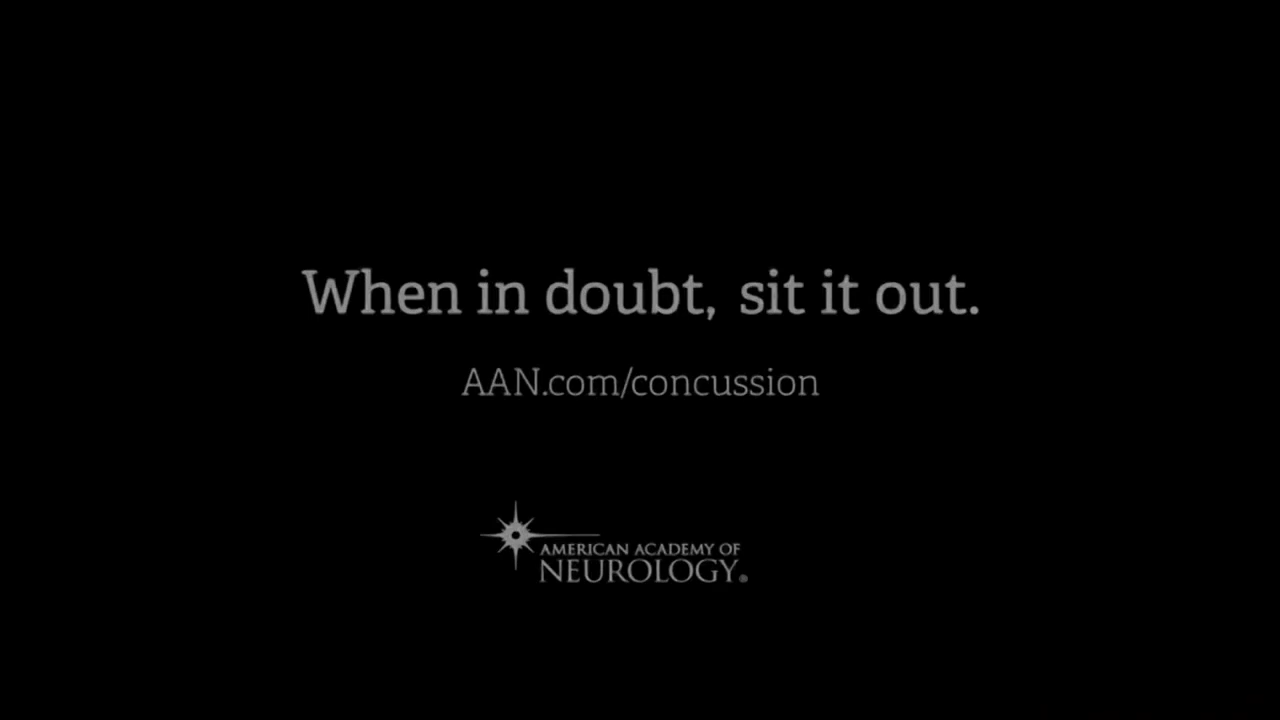 When in doubt, sit it out.
AAN.com/concussion
AMERICAN ACADEMY OF
NEUROLOGY®